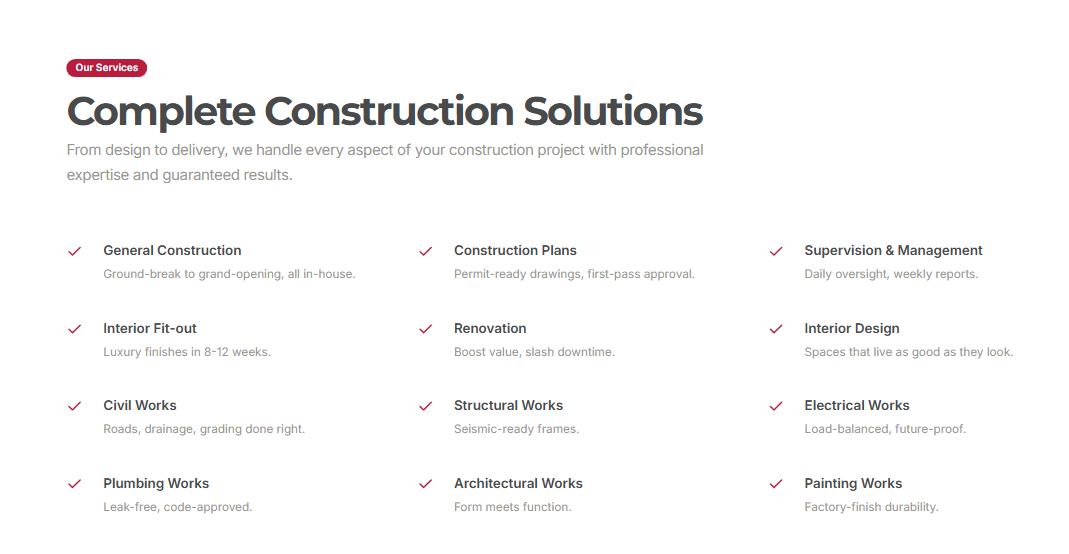 Our Services
Complete Construction Solutions
From design to delivery, we handle every aspect of your construction project with professional
expertise and guaranteed results.
General Construction
Ground-break to grand-opening, all in-house.
Construction Plans
Permit-ready drawings, first-pass approval.
Supervision & Management
Daily oversight, weekly reports.
Interior Fit-out
Luxury finishes in 8-12 weeks.
Renovation
Boost value, slash downtime.
Interior Design
Spaces that live as good as they look.
Civil Works
Roads, drainage, grading done right.
Structural Works
Seismic-ready frames.
Electrical Works
Load-balanced, future-proof.
Plumbing Works
Leak-free, code-approved.
Architectural Works
Form meets function.
Painting Works
Factory-finish durability.